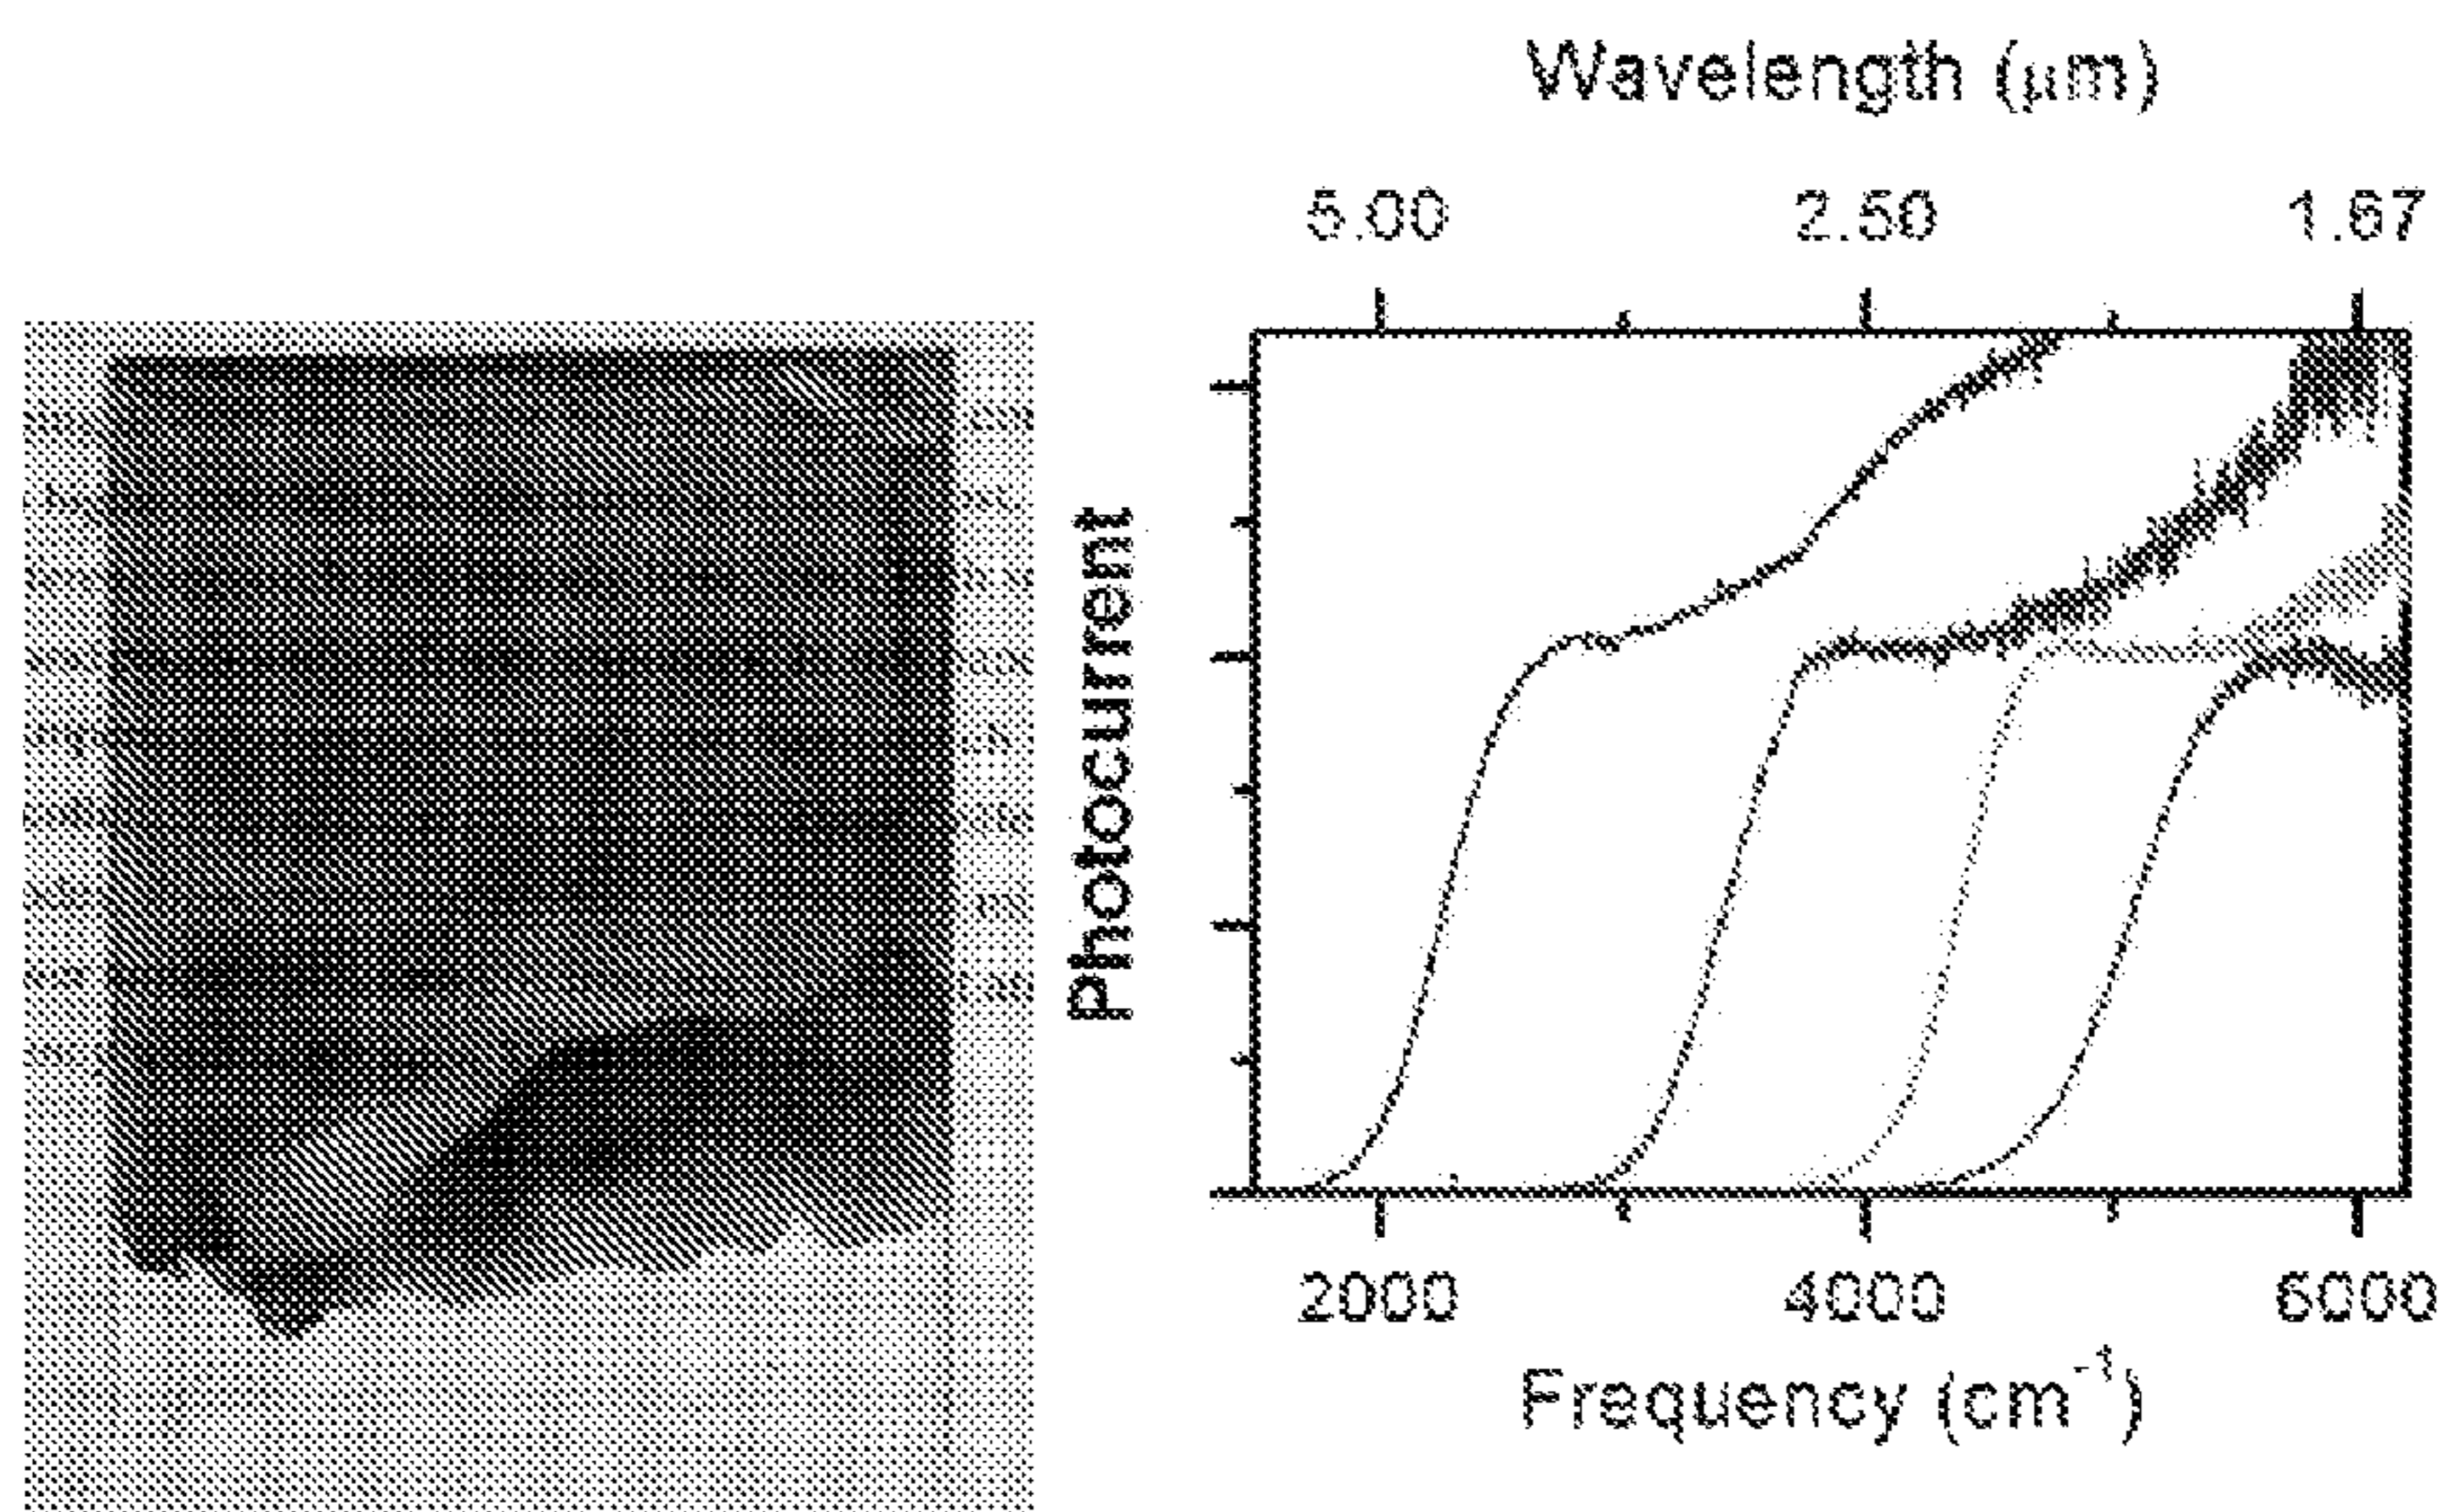 Wavelength (μm)
5.00 2.50 1.67
Photocurrent
2000 4000 6000
Frequency (cm⁻¹)